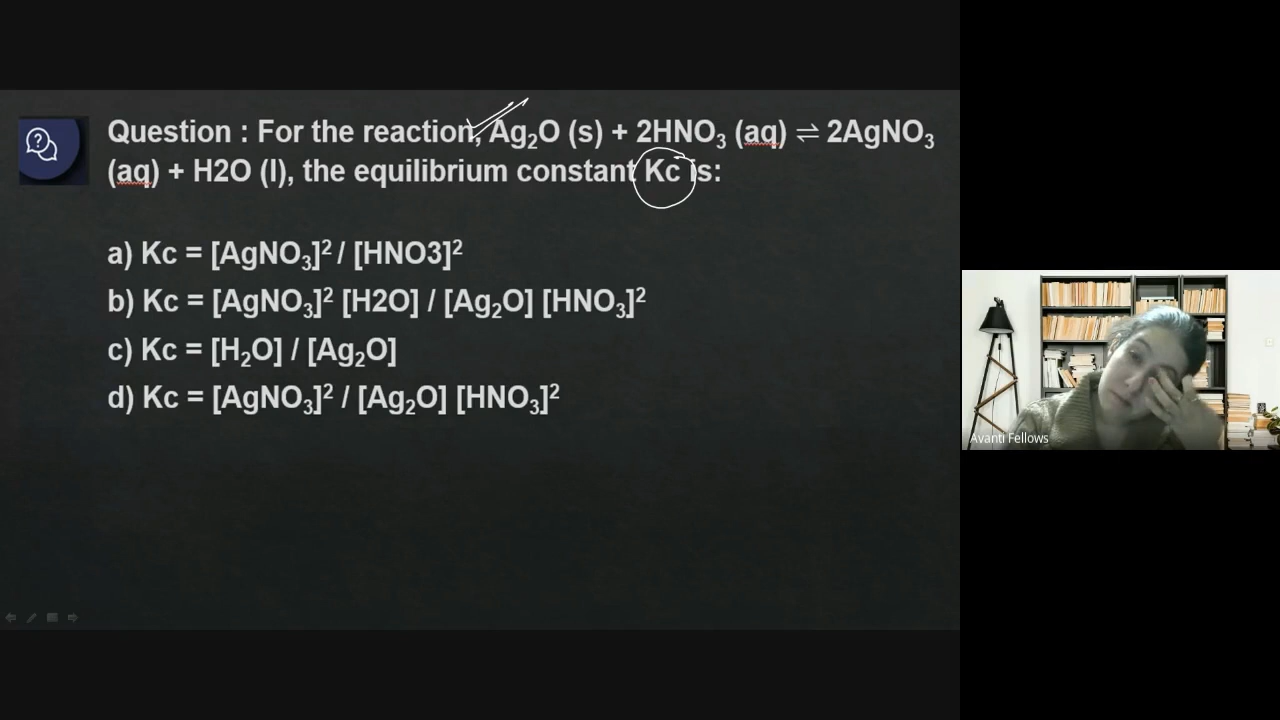 Question : For the reaction, Ag₂O (s) + 2HNO₃ (aq) ⇌ 2AgNO₃
(aq) + H2O (l), the equilibrium constant Kc is:
a) Kc = [AgNO₃]² / [HNO3]²
b) Kc = [AgNO₃]² [H2O] / [Ag₂O] [HNO₃]²
c) Kc = [H₂O] / [Ag₂O]
d) Kc = [AgNO₃]² / [Ag₂O] [HNO₃]²
Avanti Fellows